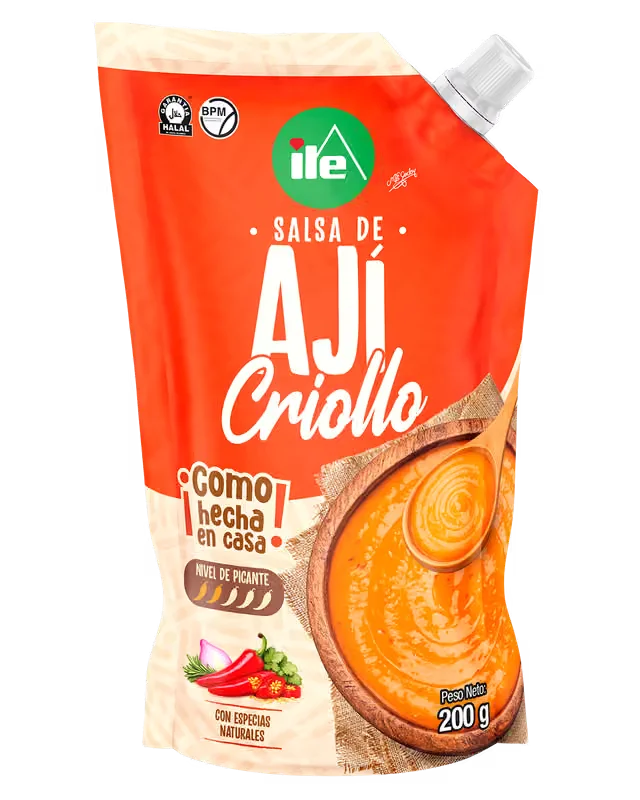 GARANTIA
HALAL
BPM
ile
• SALSA DE •
AJÍ
Criollo
¡Como
hecha
en casa!
NIVEL DE PICANTE
CON ESPECIAS
NATURALES
Peso Neto:
200 g